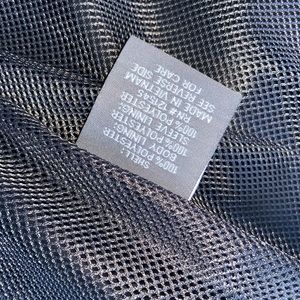 SHELL:
100% POLYESTER
BODY LINING:
100% POLYESTER
SLEEVE LINING:
100% POLYESTER
RN# 121545
MADE IN VIETNAM
SEE REVERSE SIDE
FOR CARE